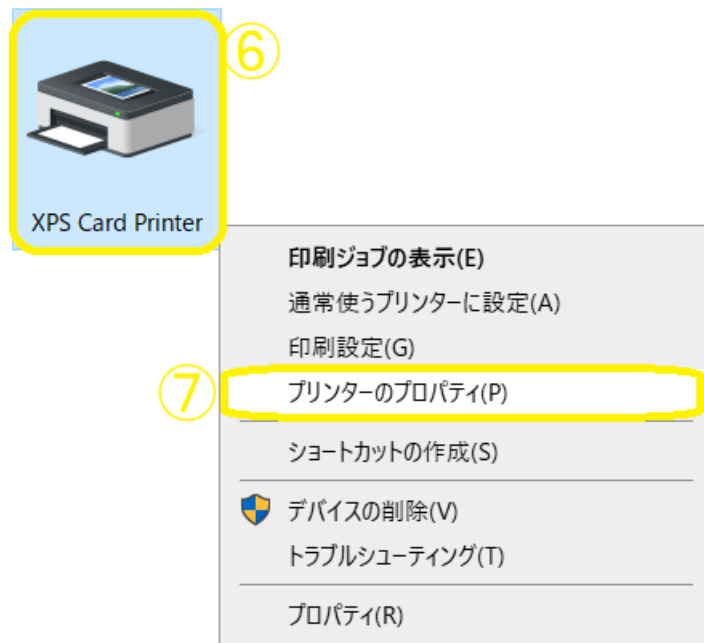 ⑥
XPS Card Printer
印刷ジョブの表示(E)
通常使うプリンターに設定(A)
印刷設定(G)
⑦
プリンターのプロパティ(P)
ショートカットの作成(S)
デバイスの削除(V)
トラブルシューティング(T)
プロパティ(R)